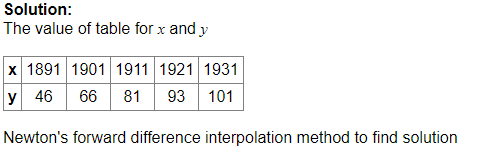 Solution:
The value of table for x and y
x 1891 1901 1911 1921 1931
y 46 66 81 93 101
Newton's forward difference interpolation method to find solution